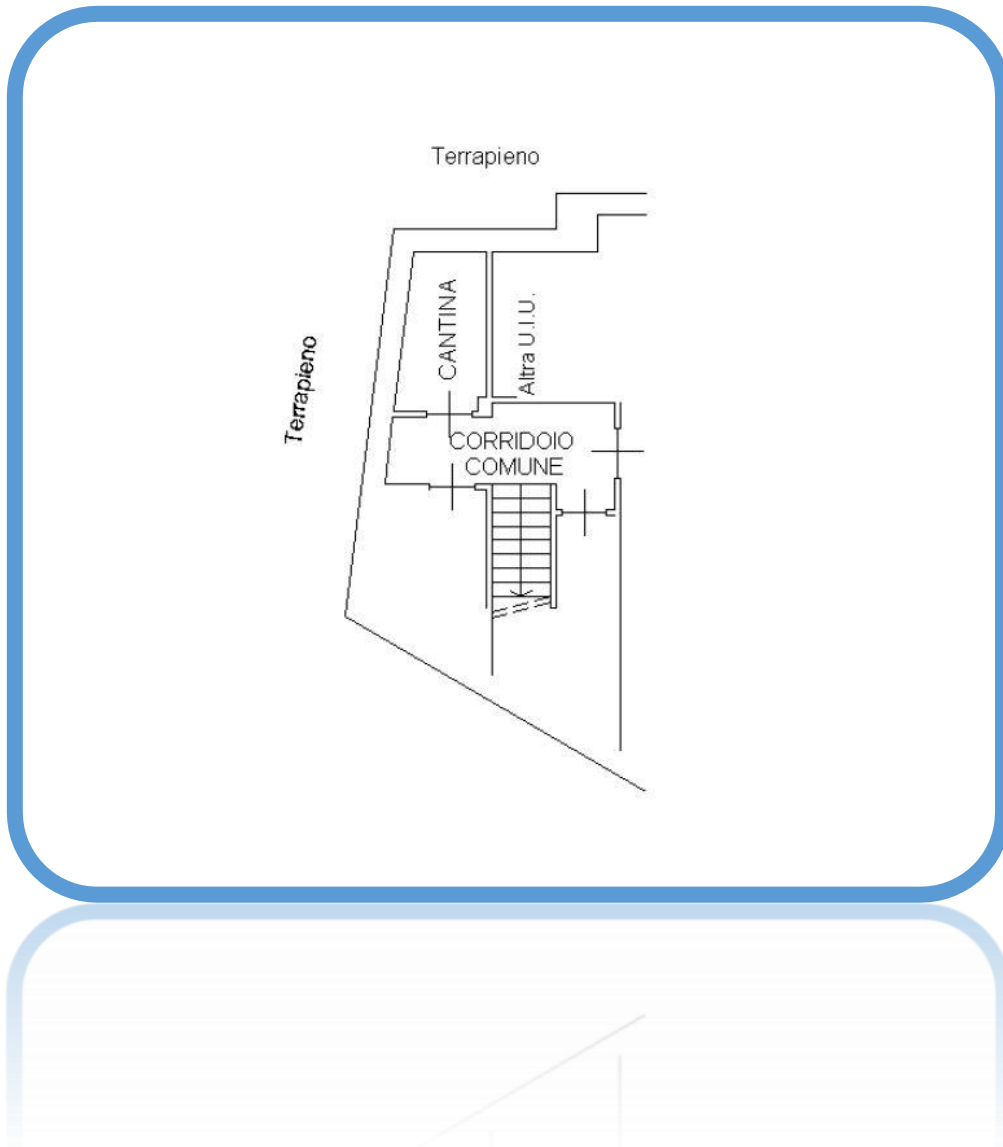 Terrapieno
Terrapieno
CANTINA
Altra U.I.U.
CORRIDOIO
COMUNE